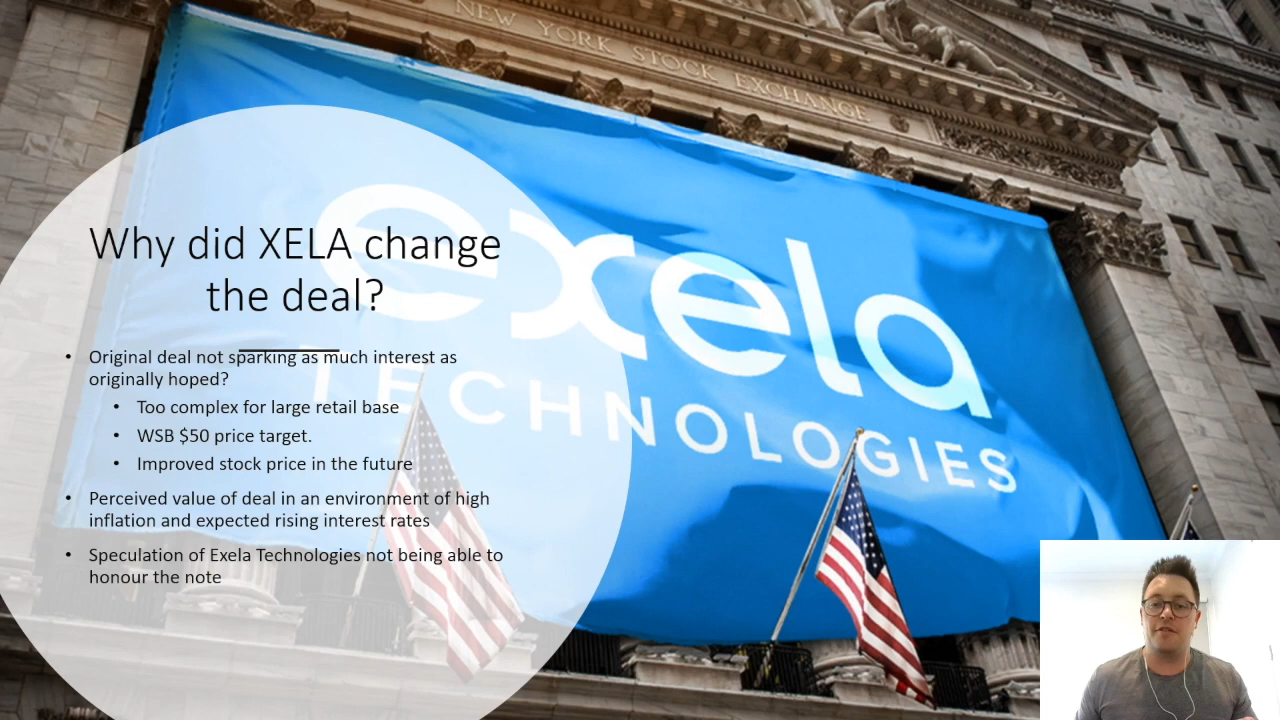 NEW YORK STOCK EXCHANGE
exela
TECHNOLOGIES
Why did XELA change
the deal?
• Original deal not sparking as much interest as
originally hoped?
• Too complex for large retail base
• WSB $50 price target.
• Improved stock price in the future
• Perceived value of deal in an environment of high
inflation and expected rising interest rates
• Speculation of Exela Technologies not being able to
honour the note